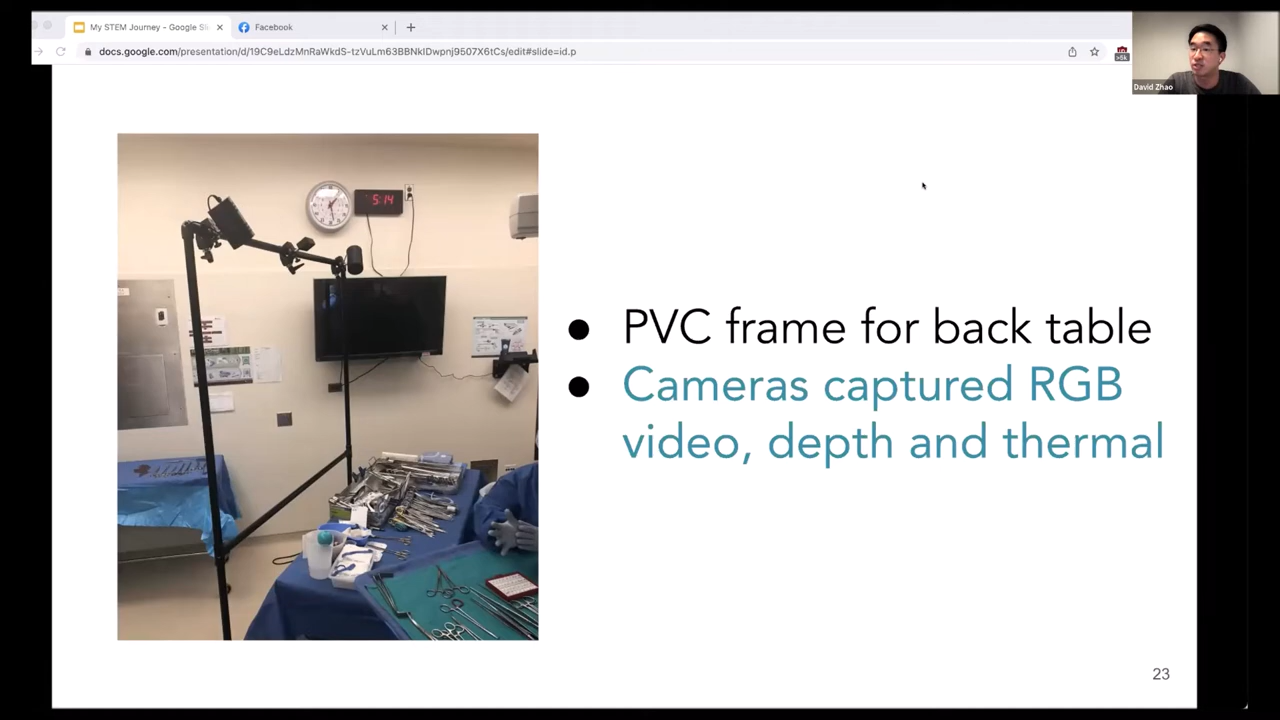 My STEM Journey - Google Sli
Facebook
docs.google.com/presentation/d/19C9eLdzMnRaWkdS-tzVuLm63BBNKIDwpnj9507X6tCs/edit#slide=id.p
>5k
David Zhao
5:14
● PVC frame for back table
● Cameras captured RGB
video, depth and thermal
23